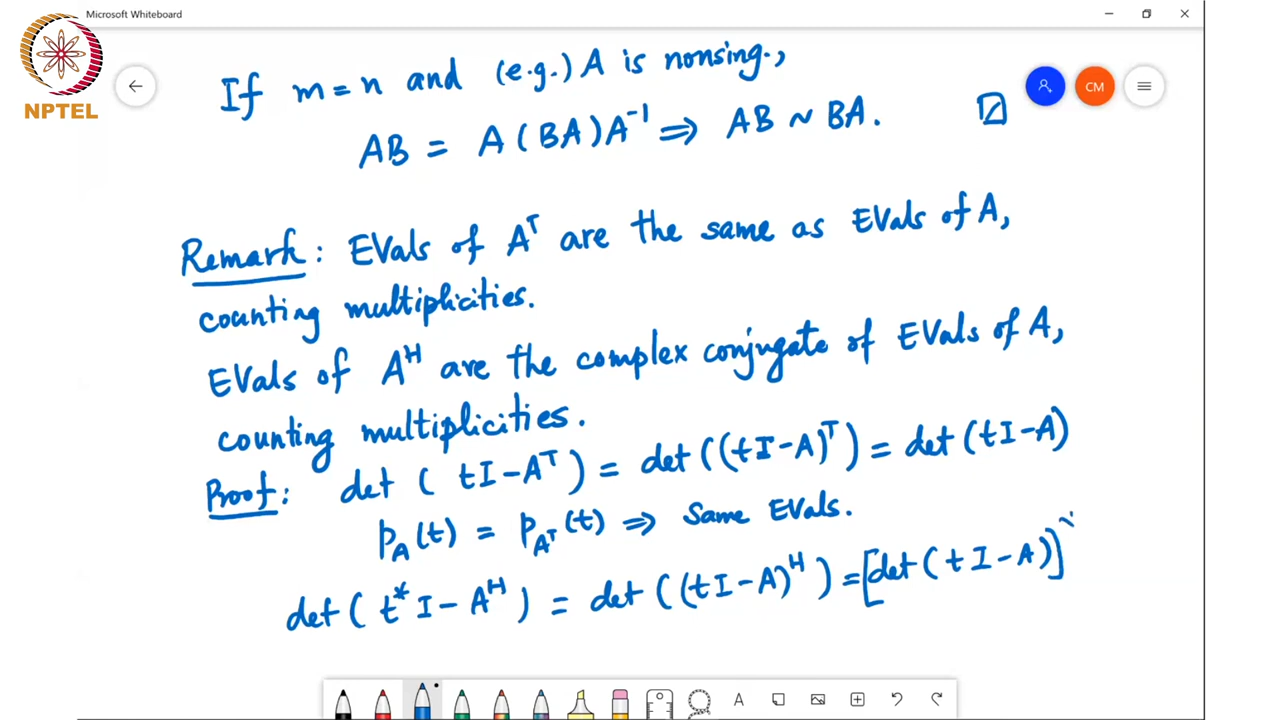 Microsoft Whiteboard
NPTEL
CM
If m = n and (e.g.) A is nonsing.,
AB = A(BA)A⁻¹ ⇒ AB ~ BA.
Remark: EVals of Aᵀ are the same as EVals of A,
counting multiplicities.
EVals of Aᴴ are the complex conjugate of EVals of A,
counting multiplicities.
Proof: det(tI-Aᵀ) = det((tI-A)ᵀ) = det(tI-A)
p_A(t) = p_Aᵀ(t) ⇒ Same EVals.
det(t*I-Aᴴ) = det((tI-A)ᴴ) = [det(tI-A)]
A